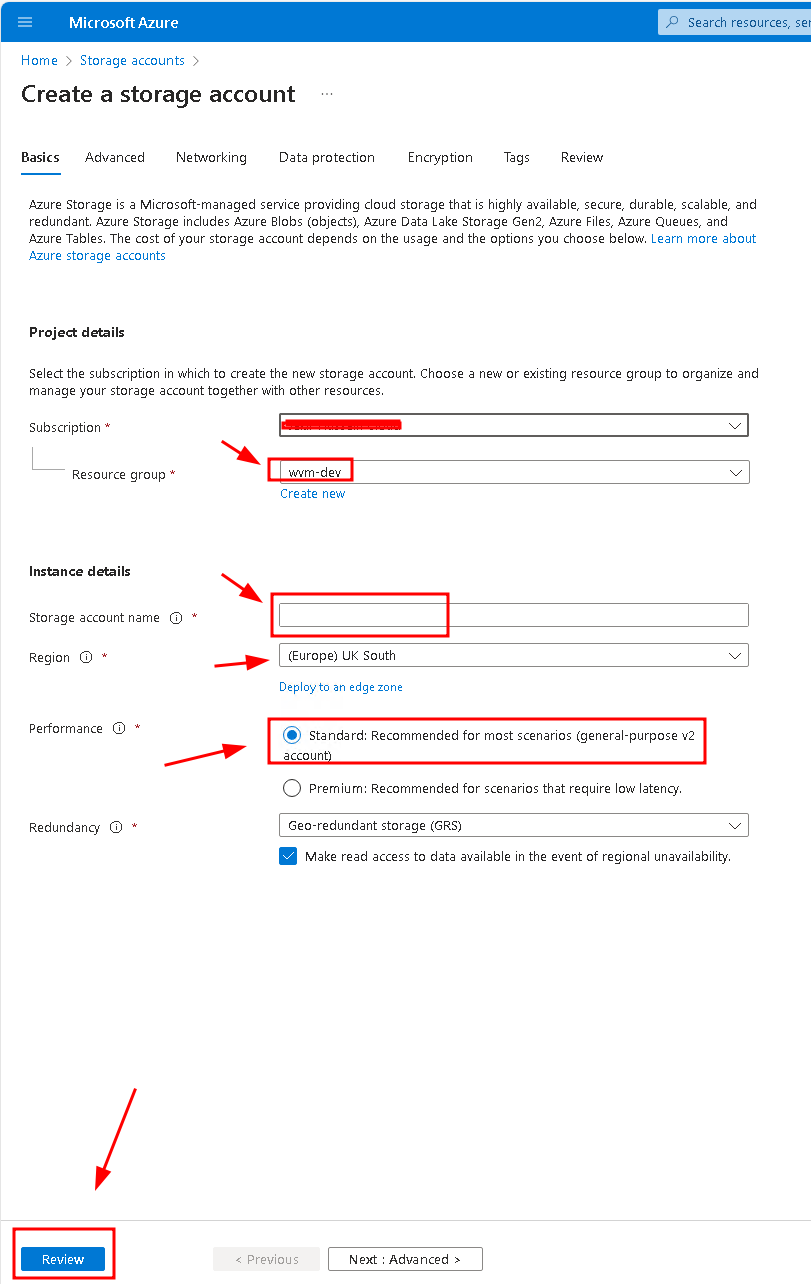 Microsoft Azure
Search resources, ser
Home > Storage accounts >
Create a storage account ...
Basics Advanced Networking Data protection Encryption Tags Review
Azure Storage is a Microsoft-managed service providing cloud storage that is highly available, secure, durable, scalable, and
redundant. Azure Storage includes Azure Blobs (objects), Azure Data Lake Storage Gen2, Azure Files, Azure Queues, and
Azure Tables. The cost of your storage account depends on the usage and the options you choose below. Learn more about
Azure storage accounts
Project details
Select the subscription in which to create the new storage account. Choose a new or existing resource group to organize and
manage your storage account together with other resources.
Subscription *
Resource group * wvm-dev
Create new
Instance details
Storage account name *
Region * (Europe) UK South
Deploy to an edge zone
Performance * Standard: Recommended for most scenarios (general-purpose v2
account)
Premium: Recommended for scenarios that require low latency.
Redundancy * Geo-redundant storage (GRS)
Make read access to data available in the event of regional unavailability.
Review < Previous Next : Advanced >